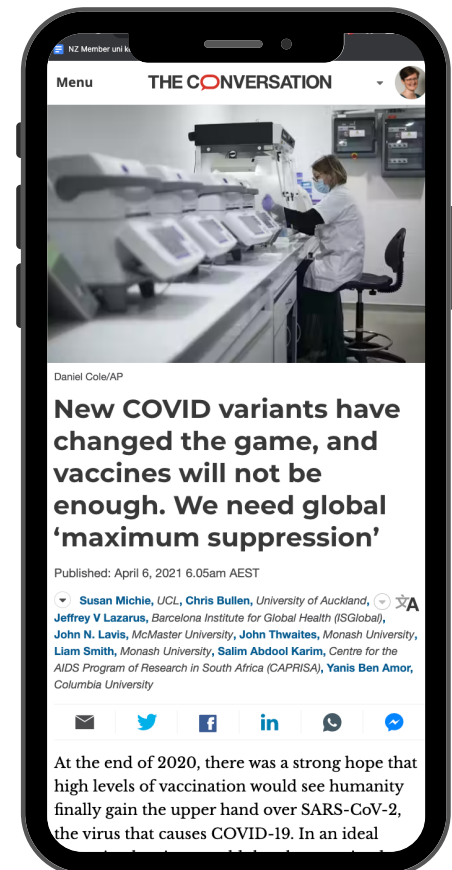 NZ Member uni k
Menu
THE CONVERSATION
Daniel Cole/AP
New COVID variants have
changed the game, and
vaccines will not be
enough. We need global
‘maximum suppression’
Published: April 6, 2021 6.05am AEST
Susan Michie, UCL, Chris Bullen, University of Auckland,
Jeffrey V Lazarus, Barcelona Institute for Global Health (ISGlobal),
John N. Lavis, McMaster University, John Thwaites, Monash University,
Liam Smith, Monash University, Salim Abdool Karim, Centre for the
AIDS Program of Research in South Africa (CAPRISA), Yanis Ben Amor,
Columbia University
At the end of 2020, there was a strong hope that
high levels of vaccination would see humanity
finally gain the upper hand over SARS-CoV-2,
the virus that causes COVID-19. In an ideal